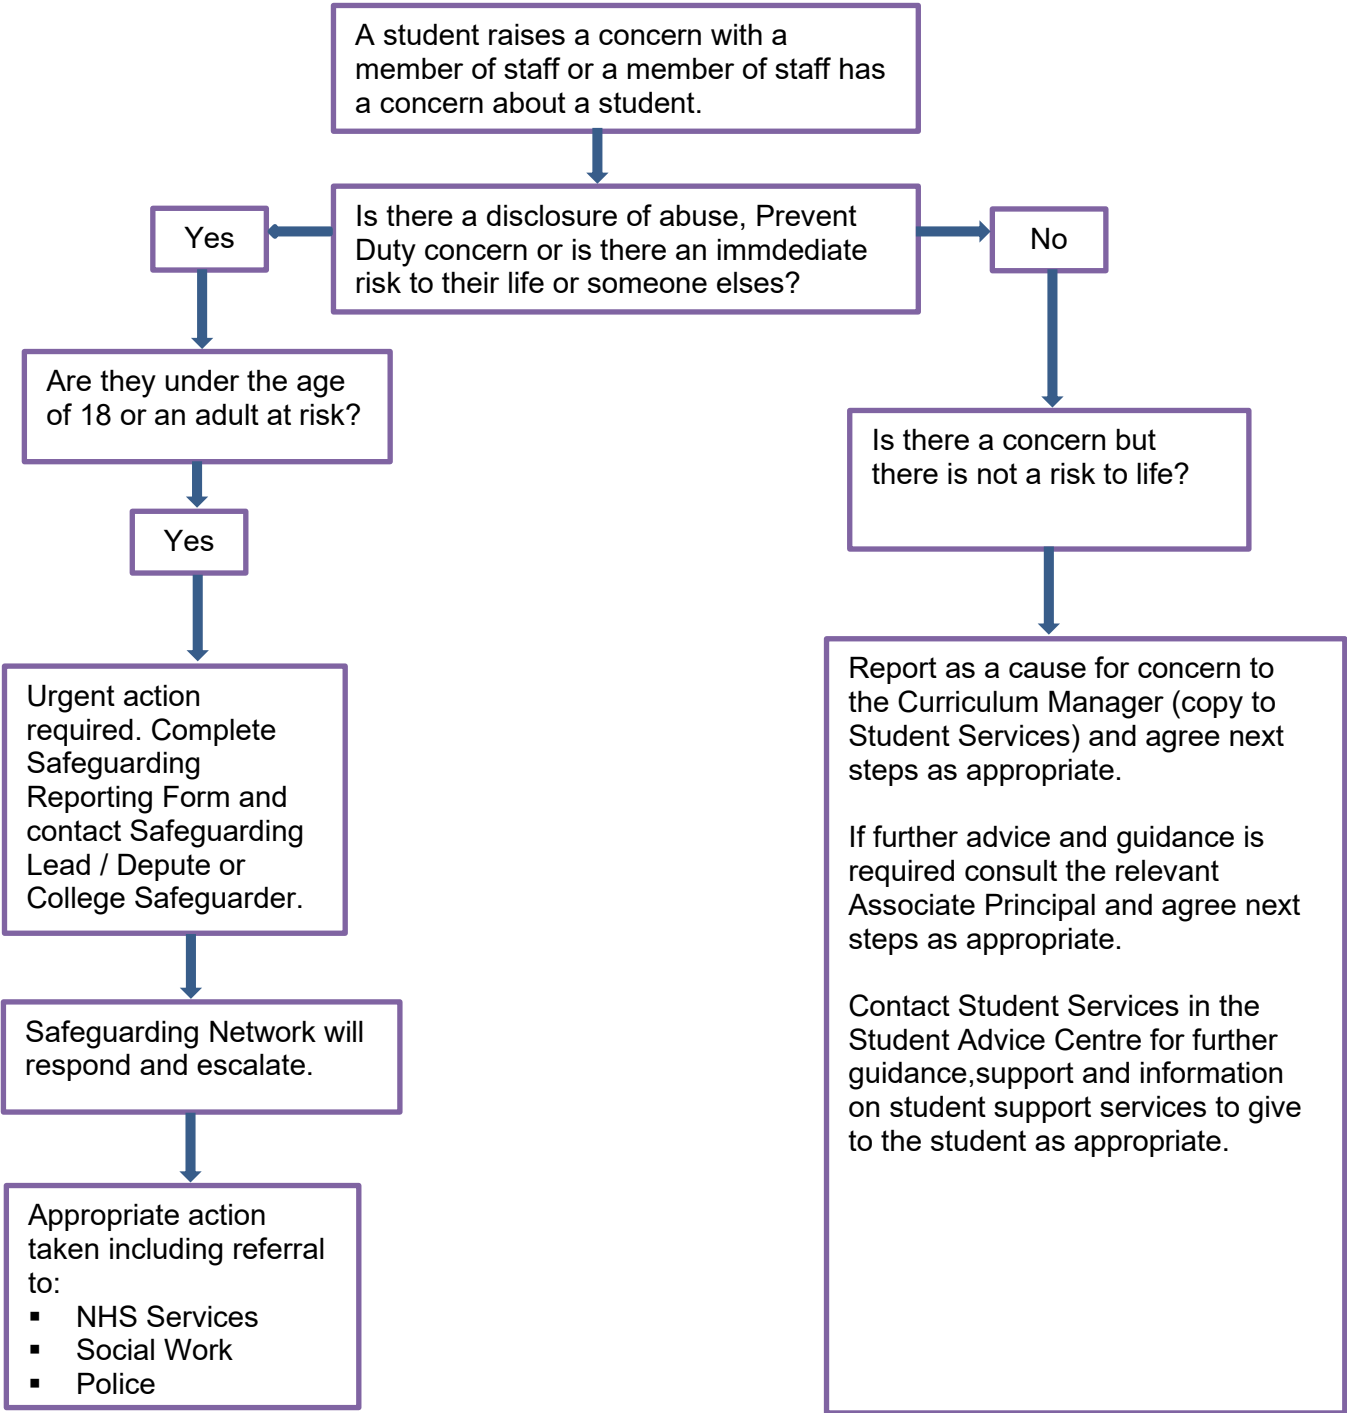 A student raises a concern with a
member of staff or a member of staff has
a concern about a student.
Is there a disclosure of abuse, Prevent
Duty concern or is there an immdediate
risk to their life or someone elses?
Yes
No
Are they under the age
of 18 or an adult at risk?
Is there a concern but
there is not a risk to life?
Yes
Urgent action
required. Complete
Safeguarding
Reporting Form and
contact Safeguarding
Lead / Depute or
College Safeguarder.
Safeguarding Network will
respond and escalate.
Appropriate action
taken including referral
to:
▪ NHS Services
▪ Social Work
▪ Police
Report as a cause for concern to
the Curriculum Manager (copy to
Student Services) and agree next
steps as appropriate.
If further advice and guidance is
required consult the relevant
Associate Principal and agree next
steps as appropriate.
Contact Student Services in the
Student Advice Centre for further
guidance,support and information
on student support services to give
to the student as appropriate.